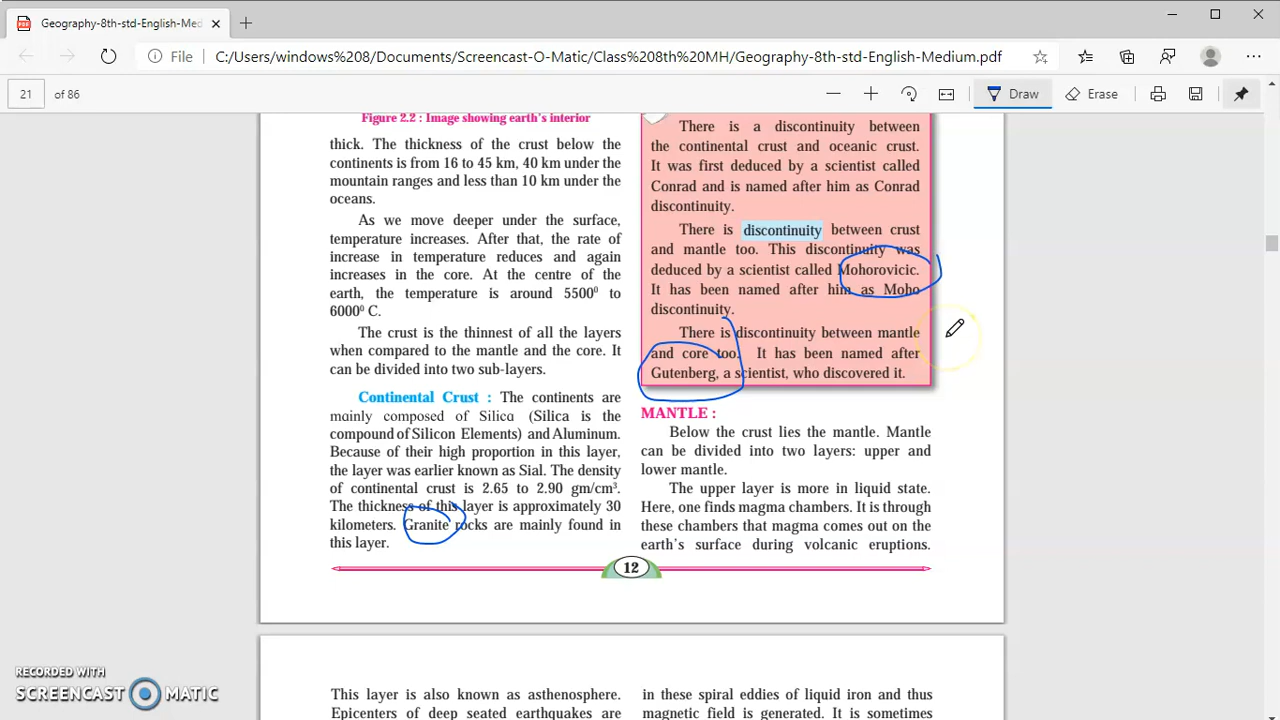 Geography-8th-std-English-Med
File
C:/Users/windows%208/Documents/Screencast-O-Matic/Class%208th%20MH/Geography-8th-std-English-Medium.pdf
21 of 86
Draw
Erase
Figure 2.2 : Image showing earth's interior
thick. The thickness of the crust below the
continents is from 16 to 45 km, 40 km under the
mountain ranges and less than 10 km under the
oceans.
As we move deeper under the surface,
temperature increases. After that, the rate of
increase in temperature reduces and again
increases in the core. At the centre of the
earth, the temperature is around 5500⁰ to
6000⁰ C.
The crust is the thinnest of all the layers
when compared to the mantle and the core. It
can be divided into two sub-layers.
Continental Crust : The continents are
mainly composed of Silica (Silica is the
compound of Silicon Elements) and Aluminum.
Because of their high proportion in this layer,
the layer was earlier known as Sial. The density
of continental crust is 2.65 to 2.90 gm/cm³.
The thickness of this layer is approximately 30
kilometers. Granite rocks are mainly found in
this layer.
There is a discontinuity between
the continental crust and oceanic crust.
It was first deduced by a scientist called
Conrad and is named after him as Conrad
discontinuity.
There is discontinuity between crust
and mantle too. This discontinuity was
deduced by a scientist called Mohorovicic.
It has been named after him as Moho
discontinuity.
There is discontinuity between mantle
and core too. It has been named after
Gutenberg, a scientist, who discovered it.
MANTLE :
Below the crust lies the mantle. Mantle
can be divided into two layers: upper and
lower mantle.
The upper layer is more in liquid state.
Here, one finds magma chambers. It is through
these chambers that magma comes out on the
earth's surface during volcanic eruptions.
12
This layer is also known as asthenosphere.
Epicenters of deep seated earthquakes are
in these spiral eddies of liquid iron and thus
magnetic field is generated. It is sometimes
RECORDED WITH
SCREENCAST MATIC